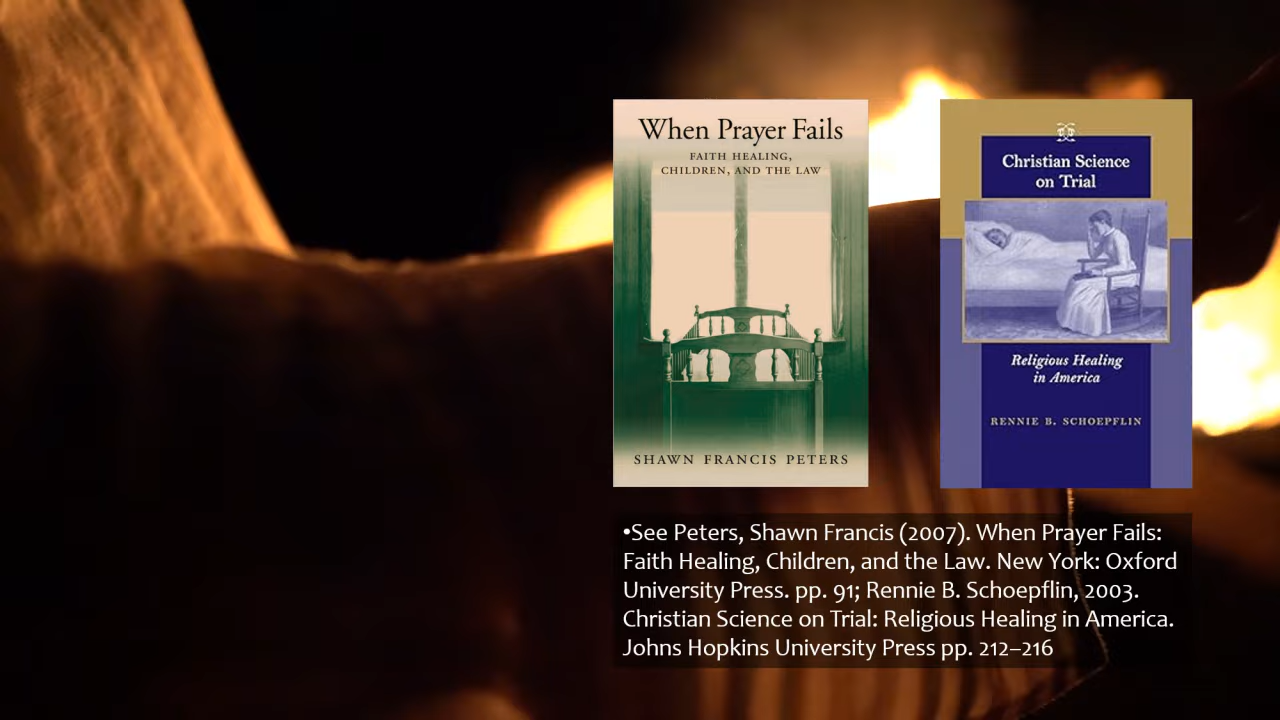 When Prayer Fails
FAITH HEALING,
CHILDREN, AND THE LAW
SHAWN FRANCIS PETERS
Christian Science
on Trial
Religious Healing
in America
RENNIE B. SCHOEPFLIN
•See Peters, Shawn Francis (2007). When Prayer Fails:
Faith Healing, Children, and the Law. New York: Oxford
University Press. pp. 91; Rennie B. Schoepflin, 2003.
Christian Science on Trial: Religious Healing in America.
Johns Hopkins University Press pp. 212–216